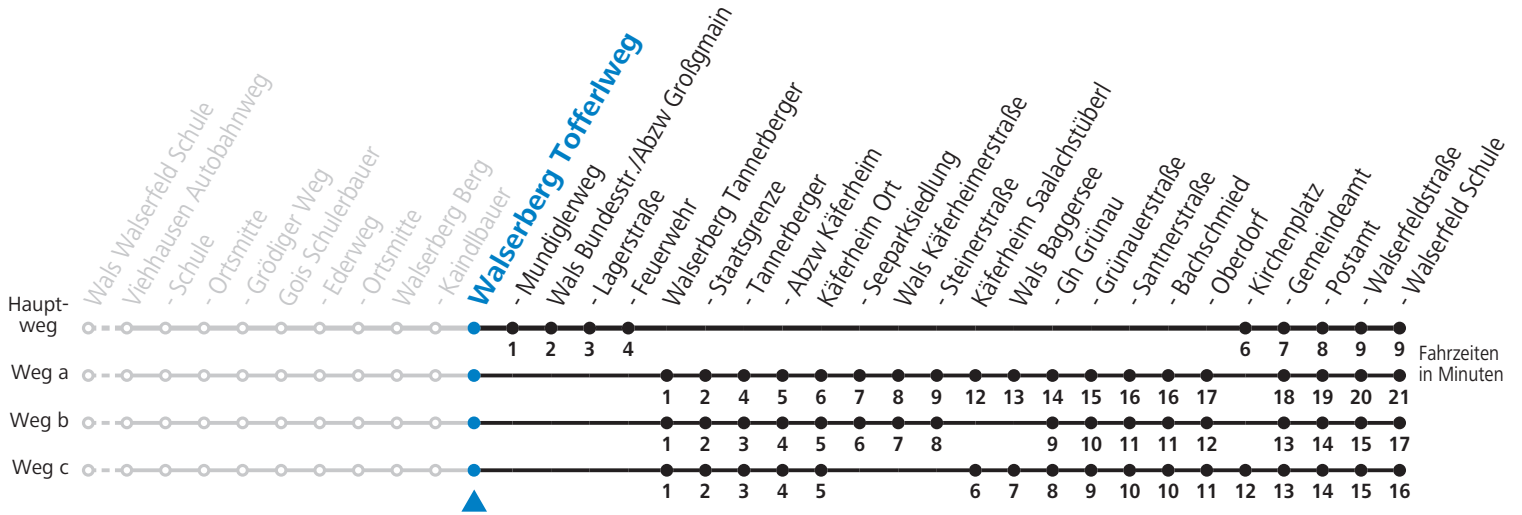 Wals Walserfeld Schule
Viehhausen Autobahnweg
- Schule
- Ortsmitte
- Grödiger Weg
Gois Schulerbauer
- Ederweg
- Ortsmitte
Walserberg Berg
- Kaindlbauer
Walserberg Tofferlweg
- Mundiglerweg
Wals Bundesstr./Abzw Großgmain
- Lagerstraße
- Feuerwehr
Walserberg Tannerberger
- Staatsgrenze
- Tannerberger
- Abzw Käferheim
Käferheim Ort
- Seeparksiedlung
Wals Käferheimerstraße
- Steinerstraße
Käferheim Saalachstüberl
Wals Baggersee
- Gh Grünau
- Grünauerstraße
- Santnerstraße
- Bachschmied
- Oberdorf
- Kirchenplatz
- Gemeindeamt
- Postamt
- Walserfeldstraße
- Walserfeld Schule
Haupt-
weg
1 2 3 4 6 7 8 9 9
Weg a
1 2 4 5 6 7 8 9 12 13 14 15 16 16 17 18 19 20 21
Weg b
1 2 3 4 5 6 7 8 9 10 11 11 12 13 14 15 17
Weg c
1 2 3 4 5 6 7 8 9 10 10 11 12 13 14 15 16
Fahrzeiten
in Minuten